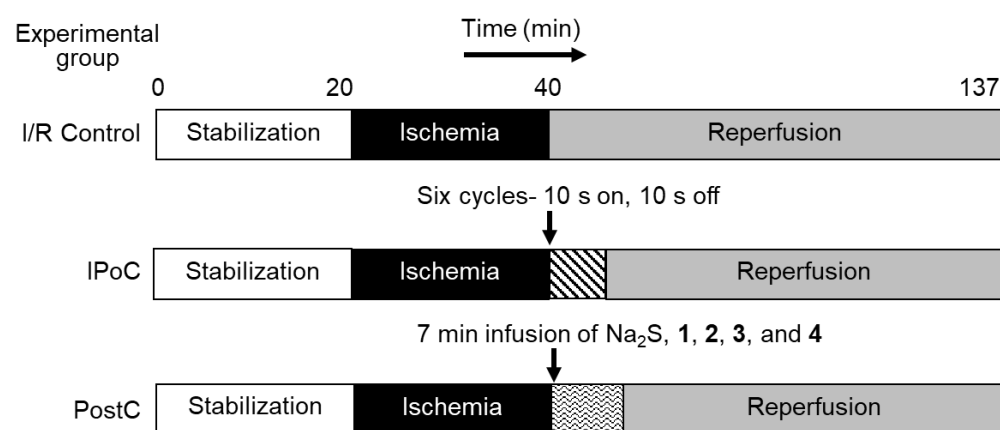 Experimental
group
Time (min)
0 20 40 137
I/R Control Stabilization Ischemia Reperfusion
Six cycles- 10 s on, 10 s off
IPoC Stabilization Ischemia Reperfusion
7 min infusion of Na₂S, 1, 2, 3, and 4
PostC Stabilization Ischemia Reperfusion